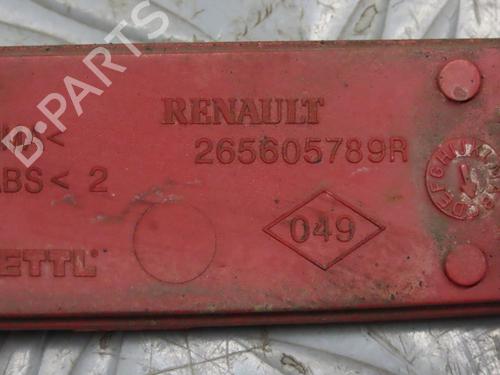 B-PARTS
RENAULT
265605789R
ABS< 2
049
ETTL